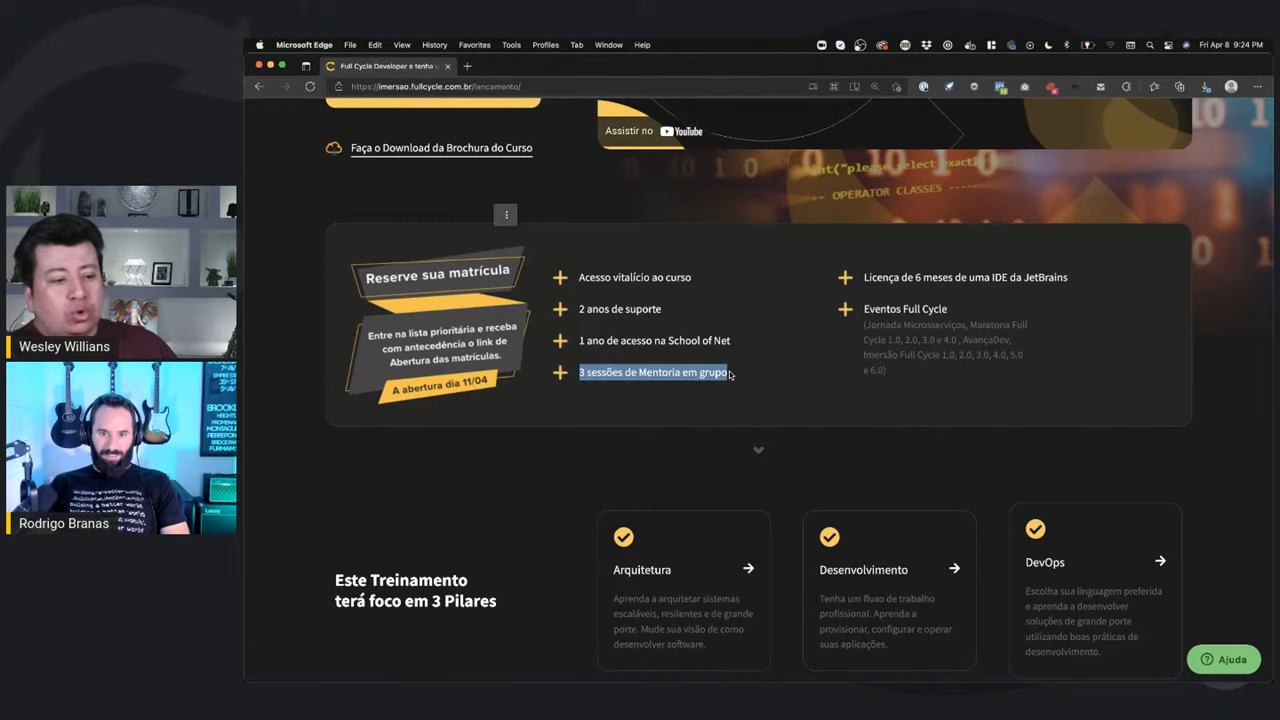 Microsoft Edge File Edit View History Favorites Tools Profiles Tab Window Help
Fri Apr 8 9:24 PM
Full Cycle Developer e tenha
https://imersao.fullcycle.com.br/lancamento/
Assistir no YouTube
Faça o Download da Brochura do Curso
int("please select exactly
OPERATOR CLASSES
Reserve sua matrícula
Entre na lista prioritária e receba
com antecedência o link de
Abertura das matrículas.
A abertura dia 11/04
Acesso vitalício ao curso
2 anos de suporte
1 ano de acesso na School of Net
3 sessões de Mentoria em grupo
Licença de 6 meses de uma IDE da JetBrains
Eventos Full Cycle
(Jornada Microsserviços, Maratona Full
Cycle 1.0, 2.0, 3.0 e 4.0 , AvançaDev,
Imersão Full Cycle 1.0, 2.0, 3.0, 4.0, 5.0
e 6.0)
Wesley Willians
Rodrigo Branas
Este Treinamento
terá foco em 3 Pilares
Arquitetura
Aprenda a arquitetar sistemas
escaláveis, resilentes e de grande
porte. Mude sua visão de como
desenvolver software.
Desenvolvimento
Tenha um fluxo de trabalho
profissional. Aprenda a
provisionar, configurar e operar
suas aplicações.
DevOps
Escolha sua linguagem preferida
e aprenda a desenvolver
soluções de grande porte
utilizando boas práticas de
desenvolvimento.
Ajuda